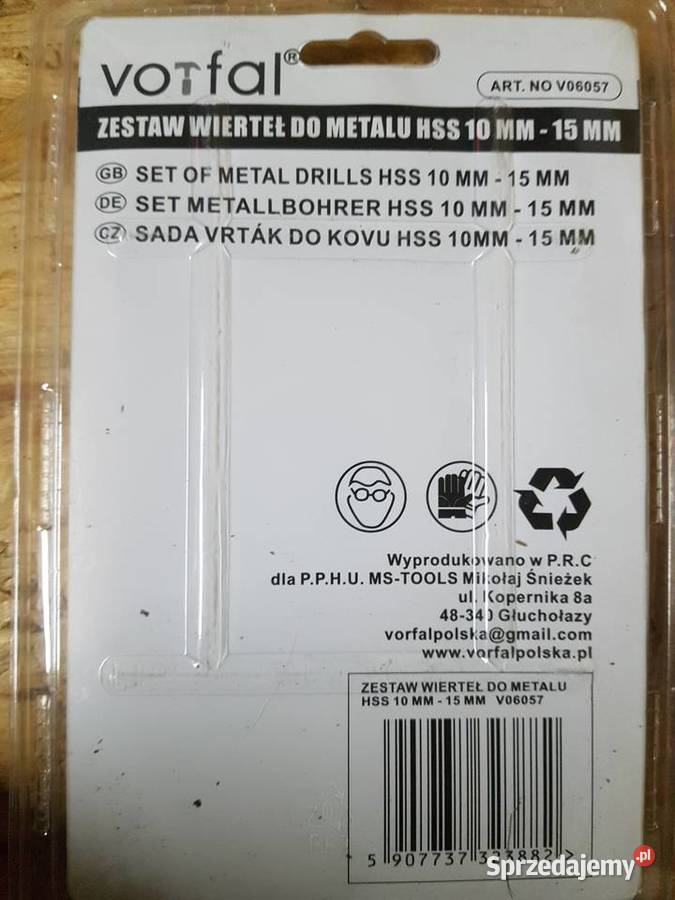 vorfal®
ART. NO V06057
ZESTAW WIERTEŁ DO METALU HSS 10 MM - 15 MM
GB SET OF METAL DRILLS HSS 10 MM - 15 MM
DE SET METALLBOHRER HSS 10 MM - 15 MM
CZ SADA VRTÁK DO KOVU HSS 10MM - 15 MM
Wyprodukowano w P.R.C
dla P.P.H.U. MS-TOOLS Mikołaj Śnieżek
ul. Kopernika 8a
48-340 Głuchołazy
vorfalpolska@gmail.com
www.vorfalpolska.pl
ZESTAW WIERTEŁ DO METALU
HSS 10 MM - 15 MM V06057
5 907737 323882 >
Sprzedajemy.pl